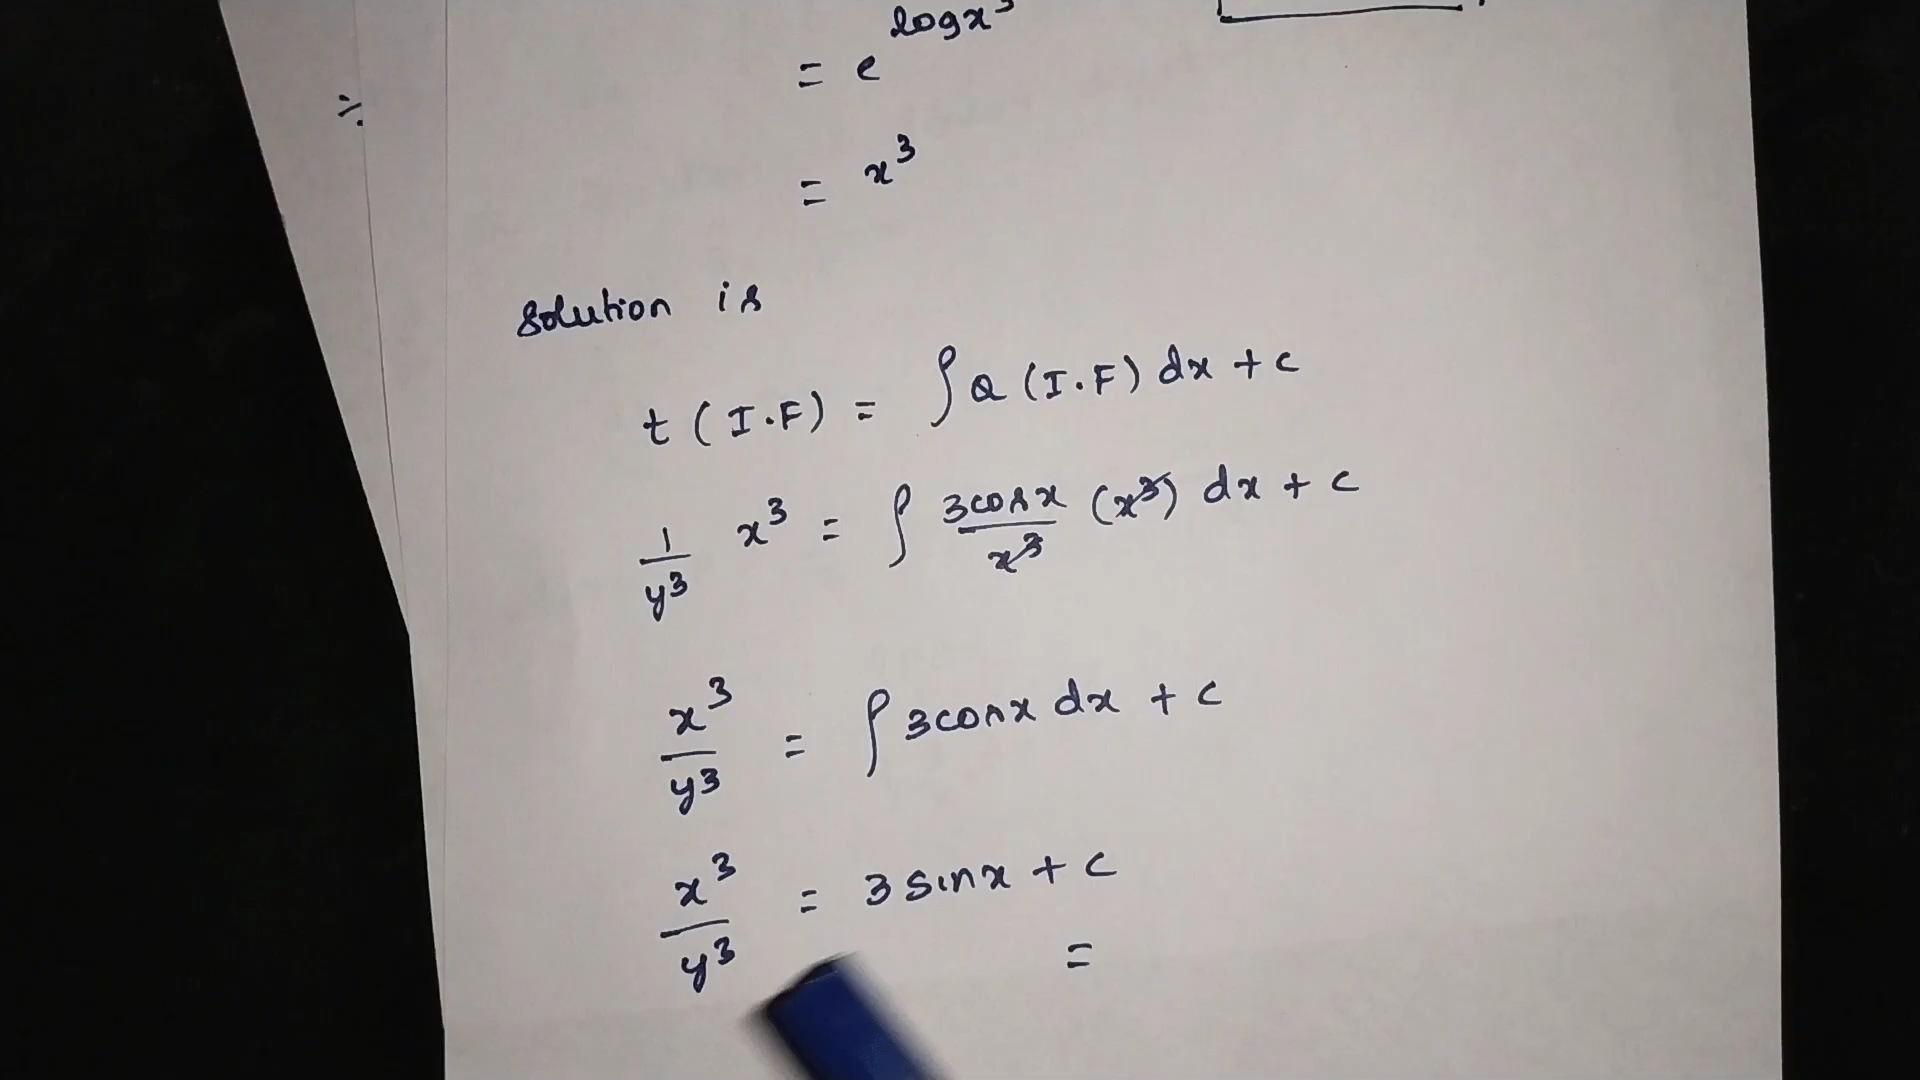 = e^{log x^3}
÷
= x^3
Solution is
t (I.F) = ∫ Q (I.F) dx + c
1/y^3 x^3 = ∫ 3cosx/x^3 (x^3) dx + c
x^3/y^3 = ∫ 3cosx dx + c
x^3/y^3 = 3 sinx + c
=